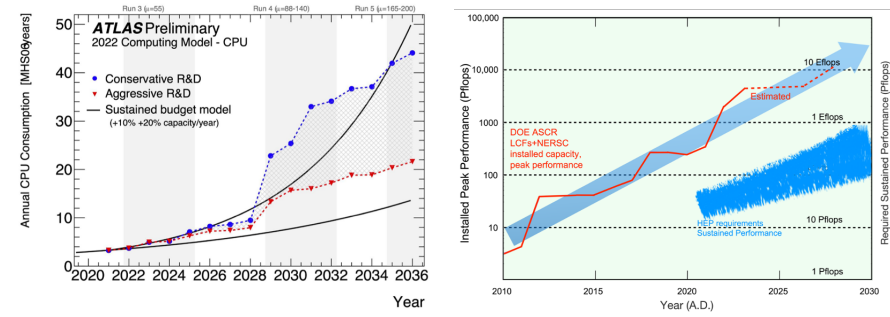 Run 3 (μ=55)
Run 4 (μ=88-140)
Run 5 (μ=165-200)
ATLAS Preliminary
2022 Computing Model - CPU
Conservative R&D
Aggressive R&D
Sustained budget model
(+10% +20% capacity/year)
Annual CPU Consumption [MHS06years]
50
40
30
20
10
0
2020 2022 2024 2026 2028 2030 2032 2034 2036
Year
Installed Peak Performance (Pflops)
100,000
10,000
1000
100
10
10 Eflops
Estimated
1 Eflops
DOE ASCR
LCFs+NERSC
installed capacity,
peak performance
HEP requirements
Sustained Performance
10 Pflops
1 Pflops
2010 2015 2020 2025 2030
Year (A.D.)
Required Sustained Performance (Pflops)